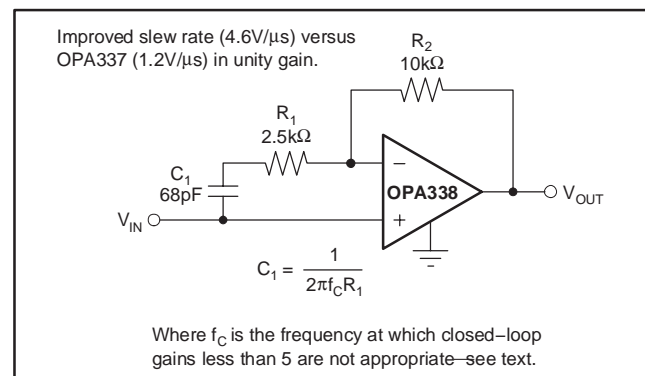 Improved slew rate (4.6V/μs) versus
OPA337 (1.2V/μs) in unity gain.
R2
10kΩ
R1
2.5kΩ
C1
68pF
−
OPA338
+
VIN
VOUT
C1 = 1 / 2πfCR1
Where fC is the frequency at which closed−loop
gains less than 5 are not appropriate—see text.